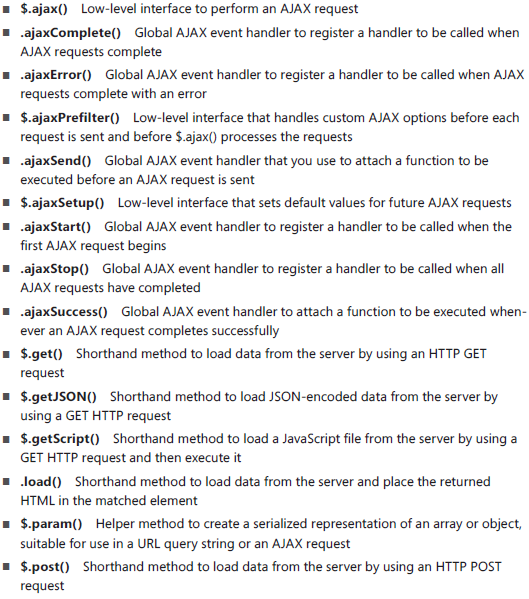 ■ $.ajax() Low-level interface to perform an AJAX request
■ .ajaxComplete() Global AJAX event handler to register a handler to be called when
AJAX requests complete
■ .ajaxError() Global AJAX event handler to register a handler to be called when AJAX
requests complete with an error
■ $.ajaxPrefilter() Low-level interface that handles custom AJAX options before each
request is sent and before $.ajax() processes the requests
■ .ajaxSend() Global AJAX event handler that you use to attach a function to be
executed before an AJAX request is sent
■ $.ajaxSetup() Low-level interface that sets default values for future AJAX requests
■ .ajaxStart() Global AJAX event handler to register a handler to be called when the
first AJAX request begins
■ .ajaxStop() Global AJAX event handler to register a handler to be called when all
AJAX requests have completed
■ .ajaxSuccess() Global AJAX event handler to attach a function to be executed when-
ever an AJAX request completes successfully
■ $.get() Shorthand method to load data from the server by using an HTTP GET
request
■ $.getJSON() Shorthand method to load JSON-encoded data from the server by
using a GET HTTP request
■ $.getScript() Shorthand method to load a JavaScript file from the server by using a
GET HTTP request and then execute it
■ .load() Shorthand method to load data from the server and place the returned
HTML in the matched element
■ $.param() Helper method to create a serialized representation of an array or object,
suitable for use in a URL query string or an AJAX request
■ $.post() Shorthand method to load data from the server by using an HTTP POST
request